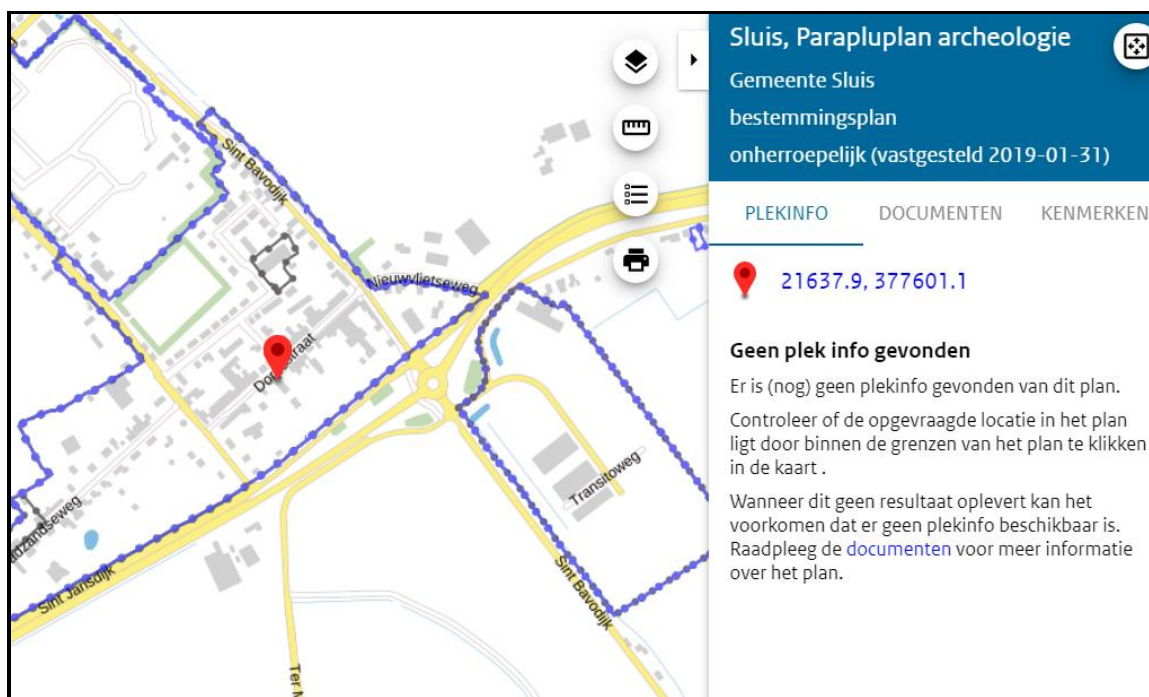 Sluis, Parapluplan archeologie
Gemeente Sluis
bestemmingsplan
onherroepelijk (vastgesteld 2019-01-31)
PLEKINFO DOCUMENTEN KENMERKEN
21637.9, 377601.1
Geen plek info gevonden
Er is (nog) geen plekinfo gevonden van dit plan.
Controleer of de opgevraagde locatie in het plan
ligt door binnen de grenzen van het plan te klikken
in de kaart .
Wanneer dit geen resultaat oplevert kan het
voorkomen dat er geen plekinfo beschikbaar is.
Raadpleeg de documenten voor meer informatie
over het plan.
Sint Bavodijk
Nieuwvlietseweg
Transitoweg
Sint Jansdijk
Sint Bavodijk